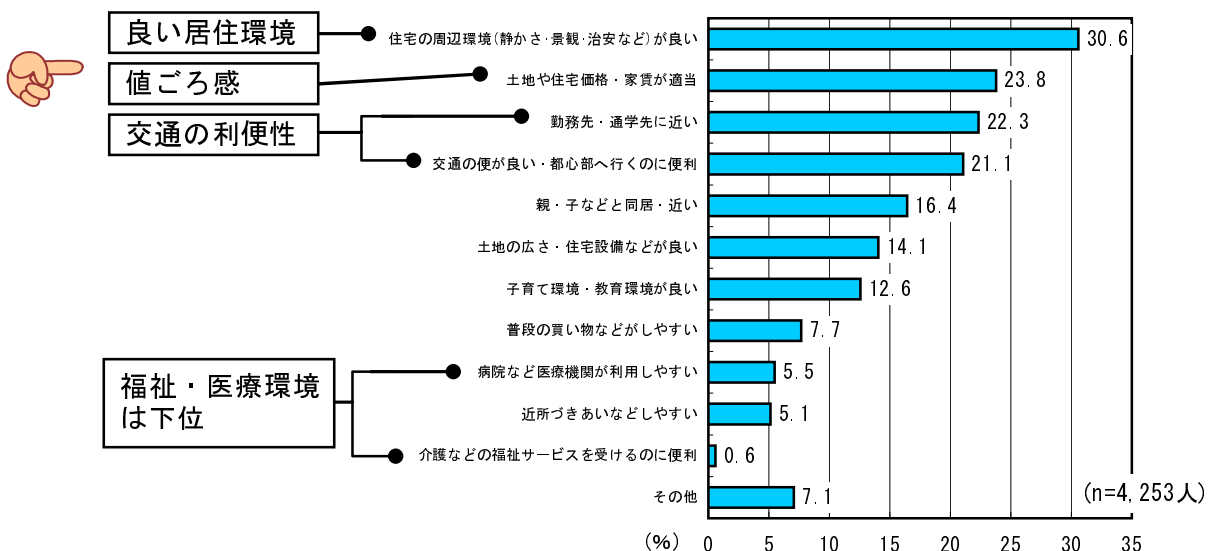 良い居住環境
住宅の周辺環境(静かさ・景観・治安など)が良い
30.6
値ごろ感
土地や住宅価格・家賃が適当
23.8
交通の利便性
勤務先・通学先に近い
22.3
交通の便が良い・都心部へ行くのに便利
21.1
親・子などと同居・近い
16.4
土地の広さ・住宅設備などが良い
14.1
子育て環境・教育環境が良い
12.6
普段の買い物などがしやすい
7.7
福祉・医療環境
は下位
病院など医療機関が利用しやすい
5.5
近所づきあいなどしやすい
5.1
介護などの福祉サービスを受けるのに便利
0.6
その他
7.1
(n=4,253人)
(%) 0 5 10 15 20 25 30 35